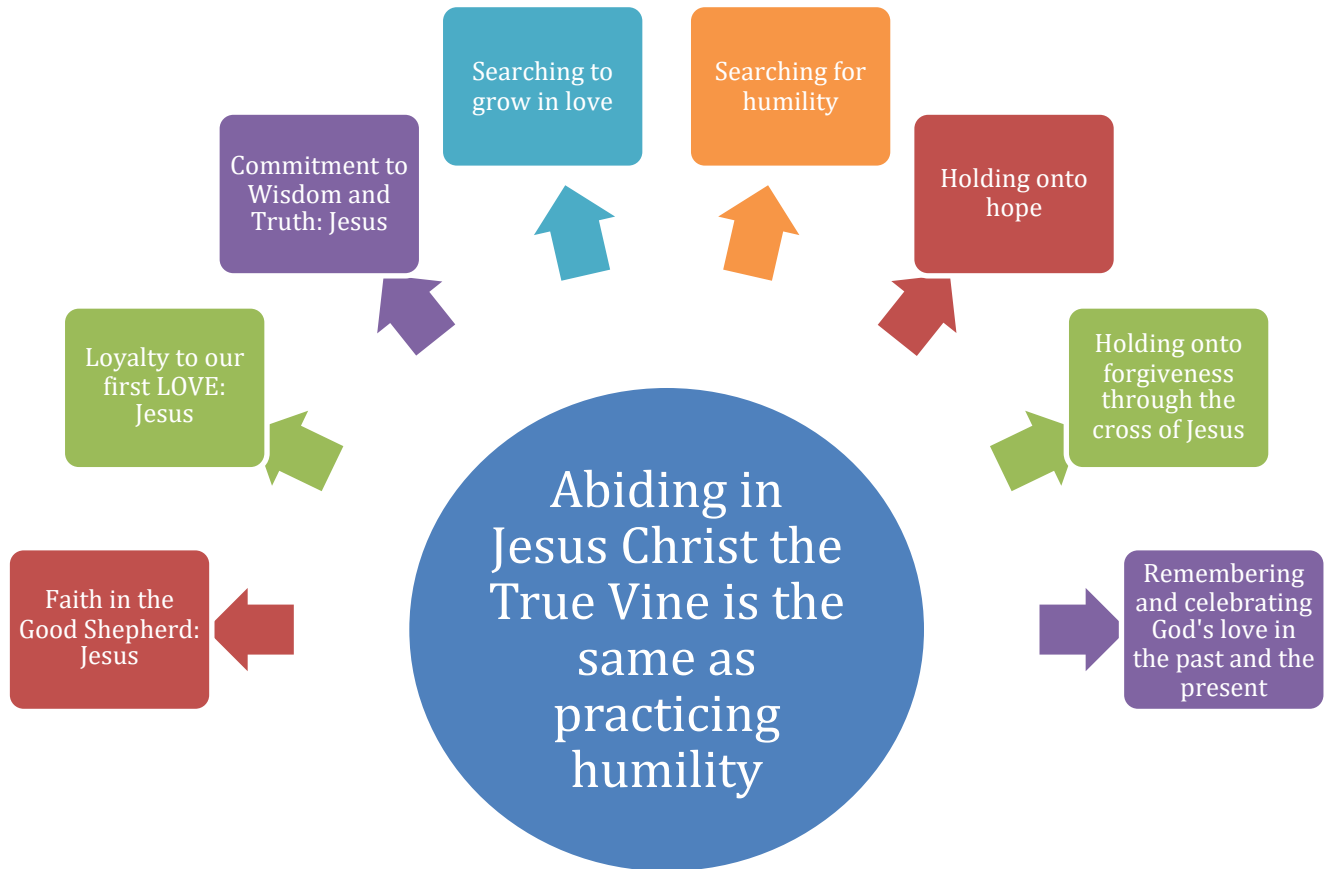 Searching to
grow in love
Searching for
humility
Commitment to
Wisdom and
Truth: Jesus
Holding onto
hope
Loyalty to our
first LOVE:
Jesus
Holding onto
forgiveness
through the
cross of Jesus
Faith in the
Good Shepherd:
Jesus
Abiding in
Jesus Christ the
True Vine is the
same as
practicing
humility
Remembering
and celebrating
God's love in
the past and the
present